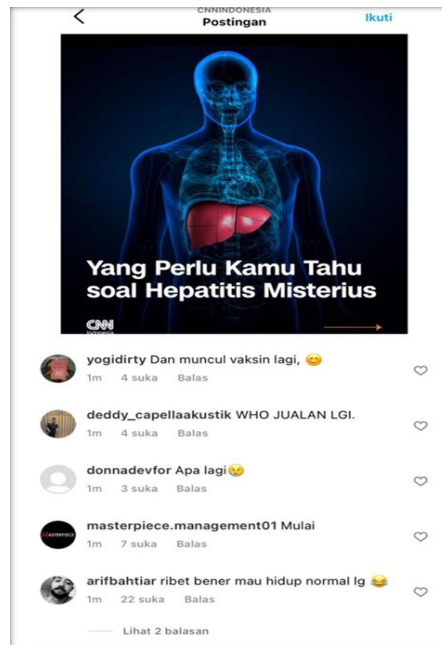 CNNINDONESIA
Postingan
Ikuti
Yang Perlu Kamu Tahu
soal Hepatitis Misterius
CNN
Indonesia
yogidirty Dan muncul vaksin lagi, 😊
1m 4 suka Balas
deddy_capellaakustik WHO JUALAN LGI.
1m 4 suka Balas
donnadevfor Apa lagi😢
1m 3 suka Balas
MASTERPIECE
masterpiece.management01 Mulai
1m 7 suka Balas
arifbahtiar ribet bener mau hidup normal lg 😂
1m 22 suka Balas
Lihat 2 balasan